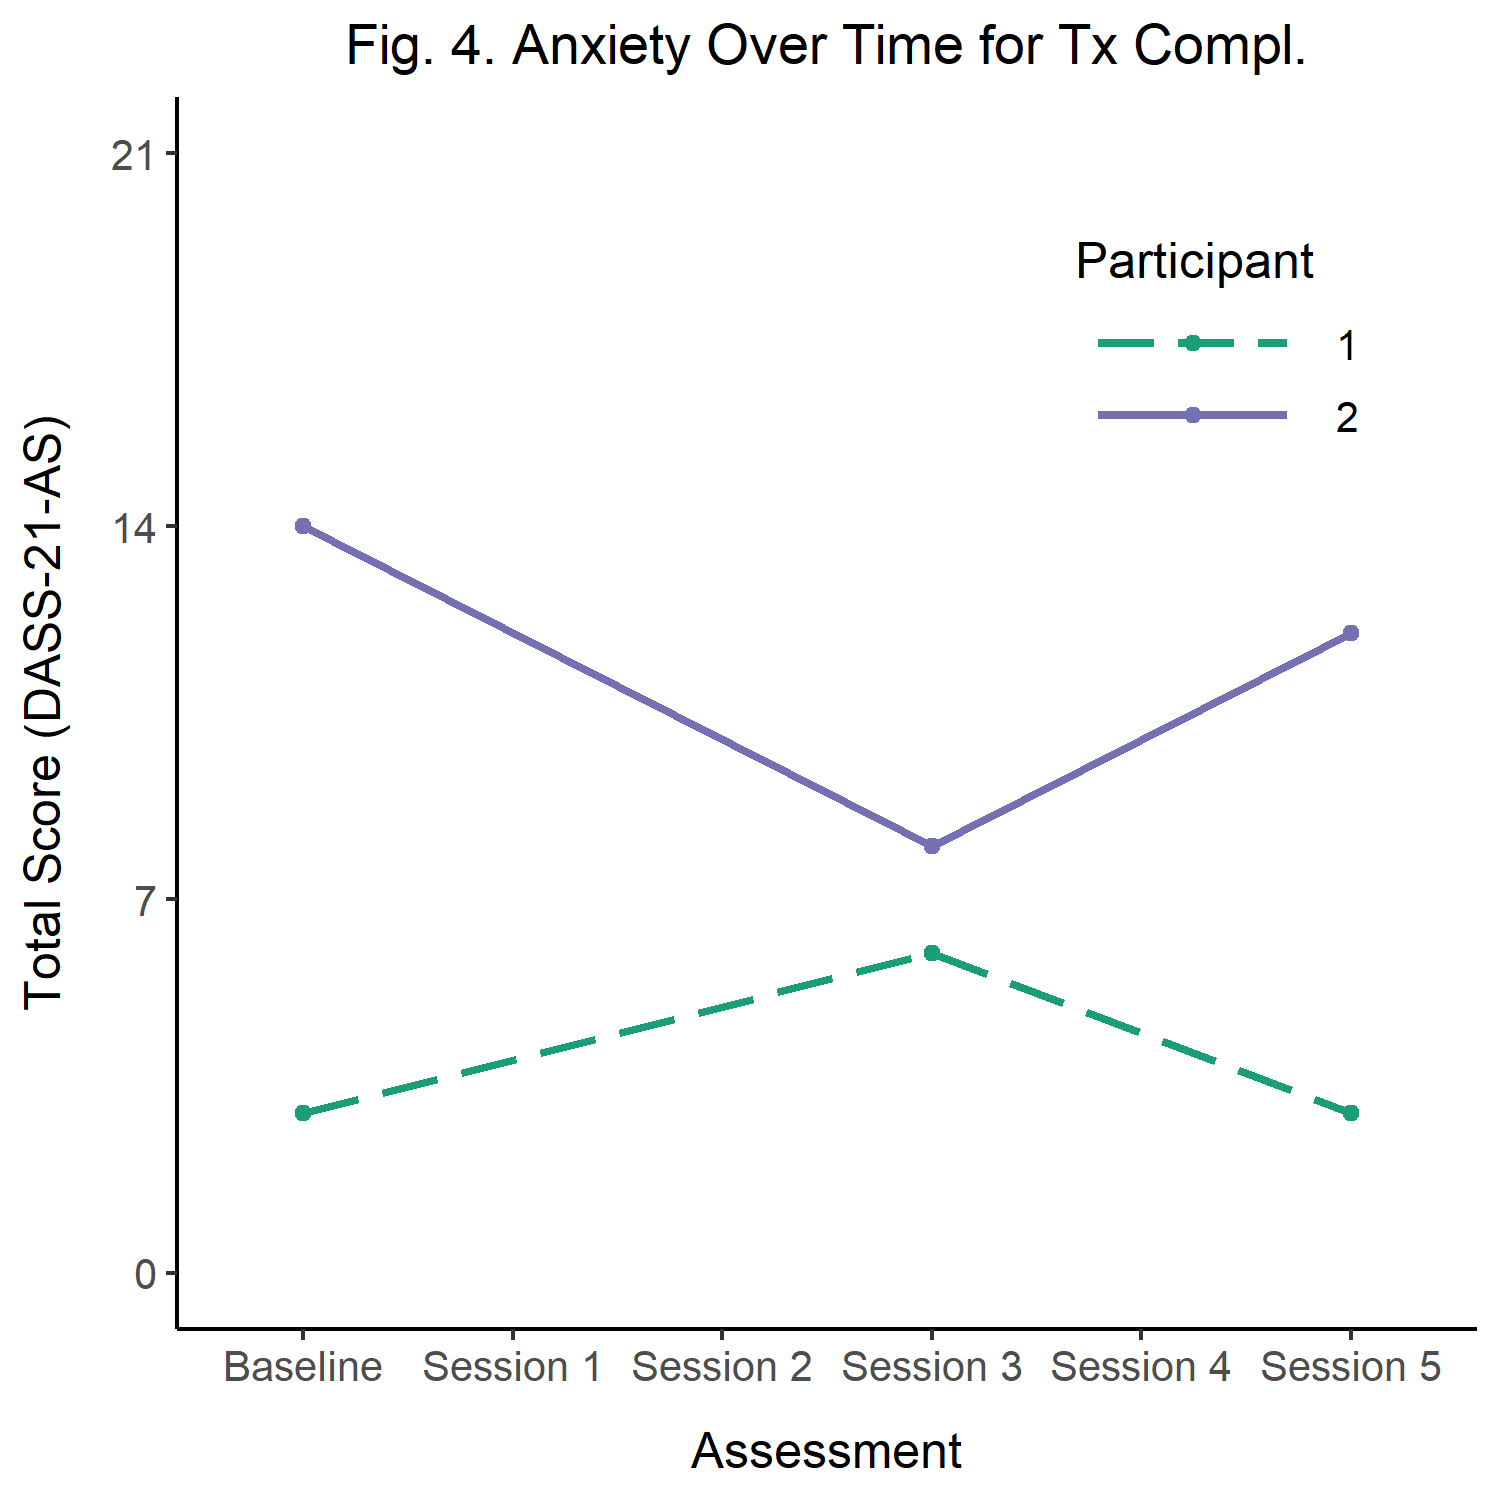 Fig. 4. Anxiety Over Time for Tx Compl.
21
14
7
0
Total Score (DASS-21-AS)
Participant
1
2
Baseline Session 1 Session 2 Session 3 Session 4 Session 5
Assessment